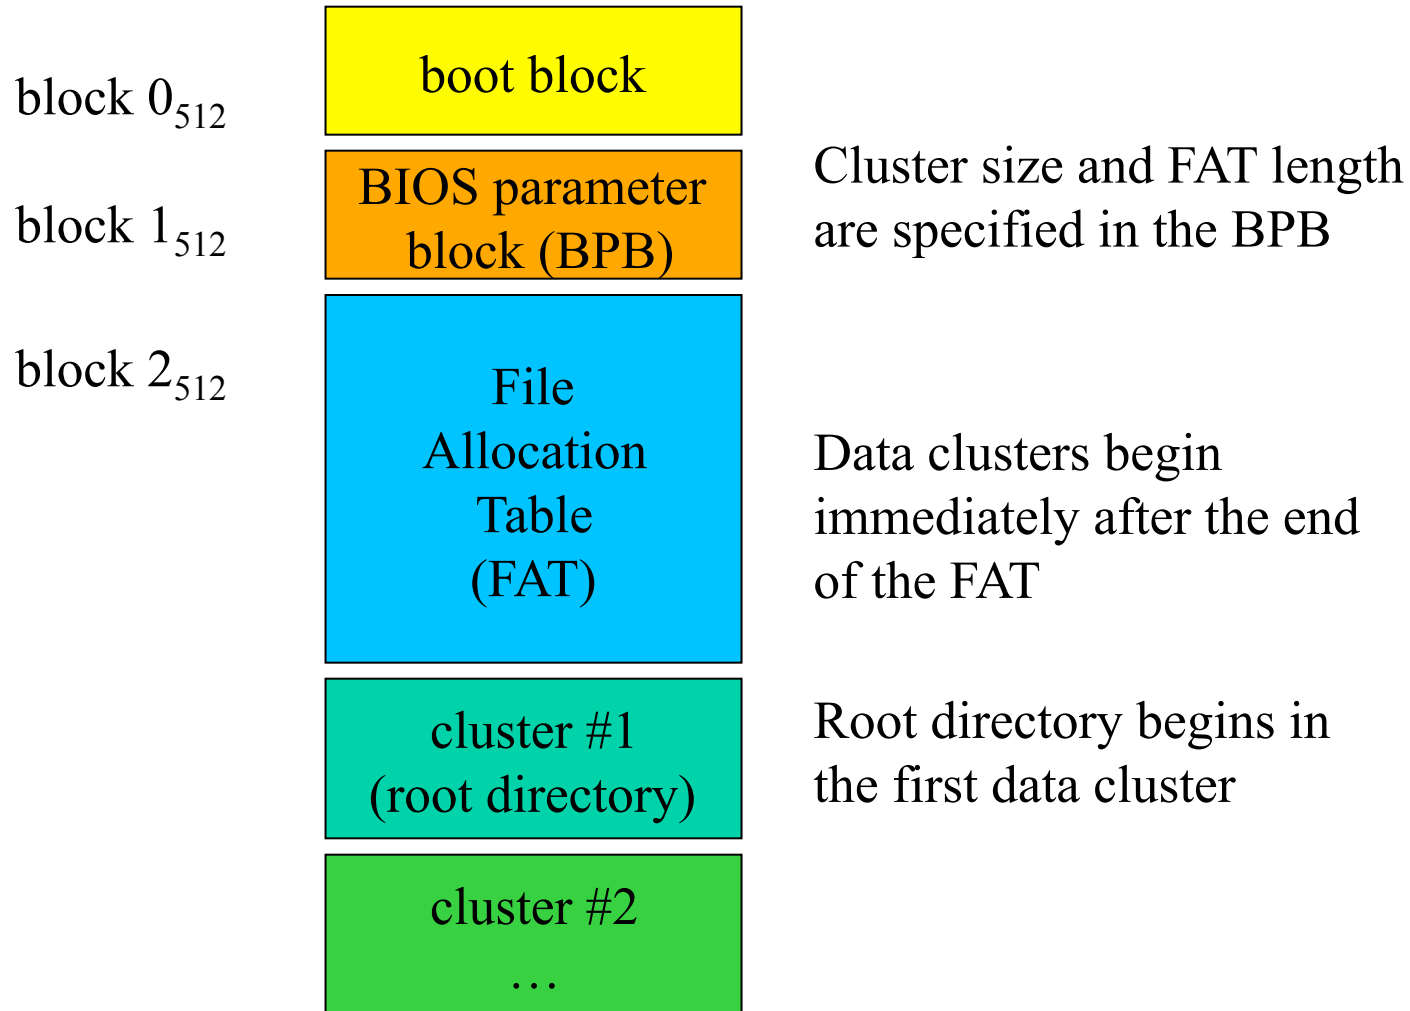 block 0512
boot block
block 1512
BIOS parameter
block (BPB)
Cluster size and FAT length
are specified in the BPB
block 2512
File
Allocation
Table
(FAT)
Data clusters begin
immediately after the end
of the FAT
cluster #1
(root directory)
Root directory begins in
the first data cluster
cluster #2
…